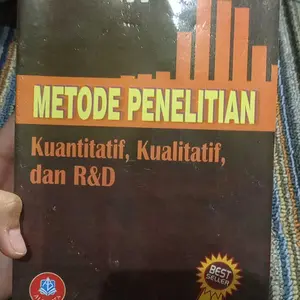 METODE PENELITIAN
Kuantitatif, Kualitatif,
dan R&D
BEST
SELLER